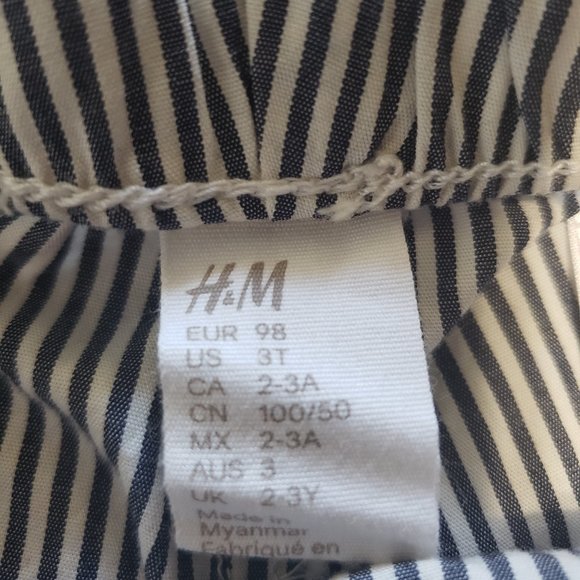 H&M
EUR 98
US 3T
CA 2-3A
CN 100/50
MX 2-3A
AUS 3
UK 2-3Y
Made in
Myanmar
Fabriqué en